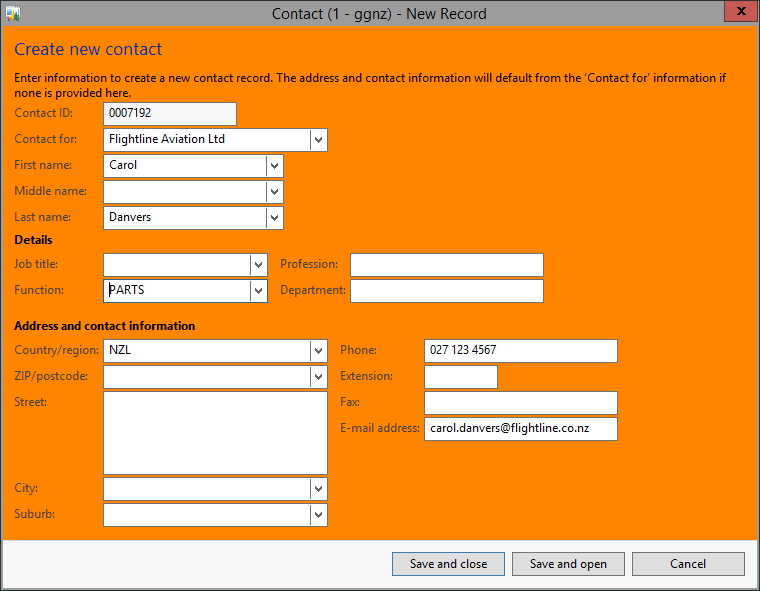 Contact (1 - ggnz) - New Record
x
Create new contact
Enter information to create a new contact record. The address and contact information will default from the ‘Contact for’ information if
none is provided here.
Contact ID: 0007192
Contact for: Flightline Aviation Ltd
First name: Carol
Middle name:
Last name: Danvers
Details
Job title: Profession:
Function: PARTS Department:
Address and contact information
Country/region: NZL Phone: 027 123 4567
ZIP/postcode: Extension:
Street: Fax:
E-mail address: carol.danvers@flightline.co.nz
City:
Suburb:
Save and close Save and open Cancel